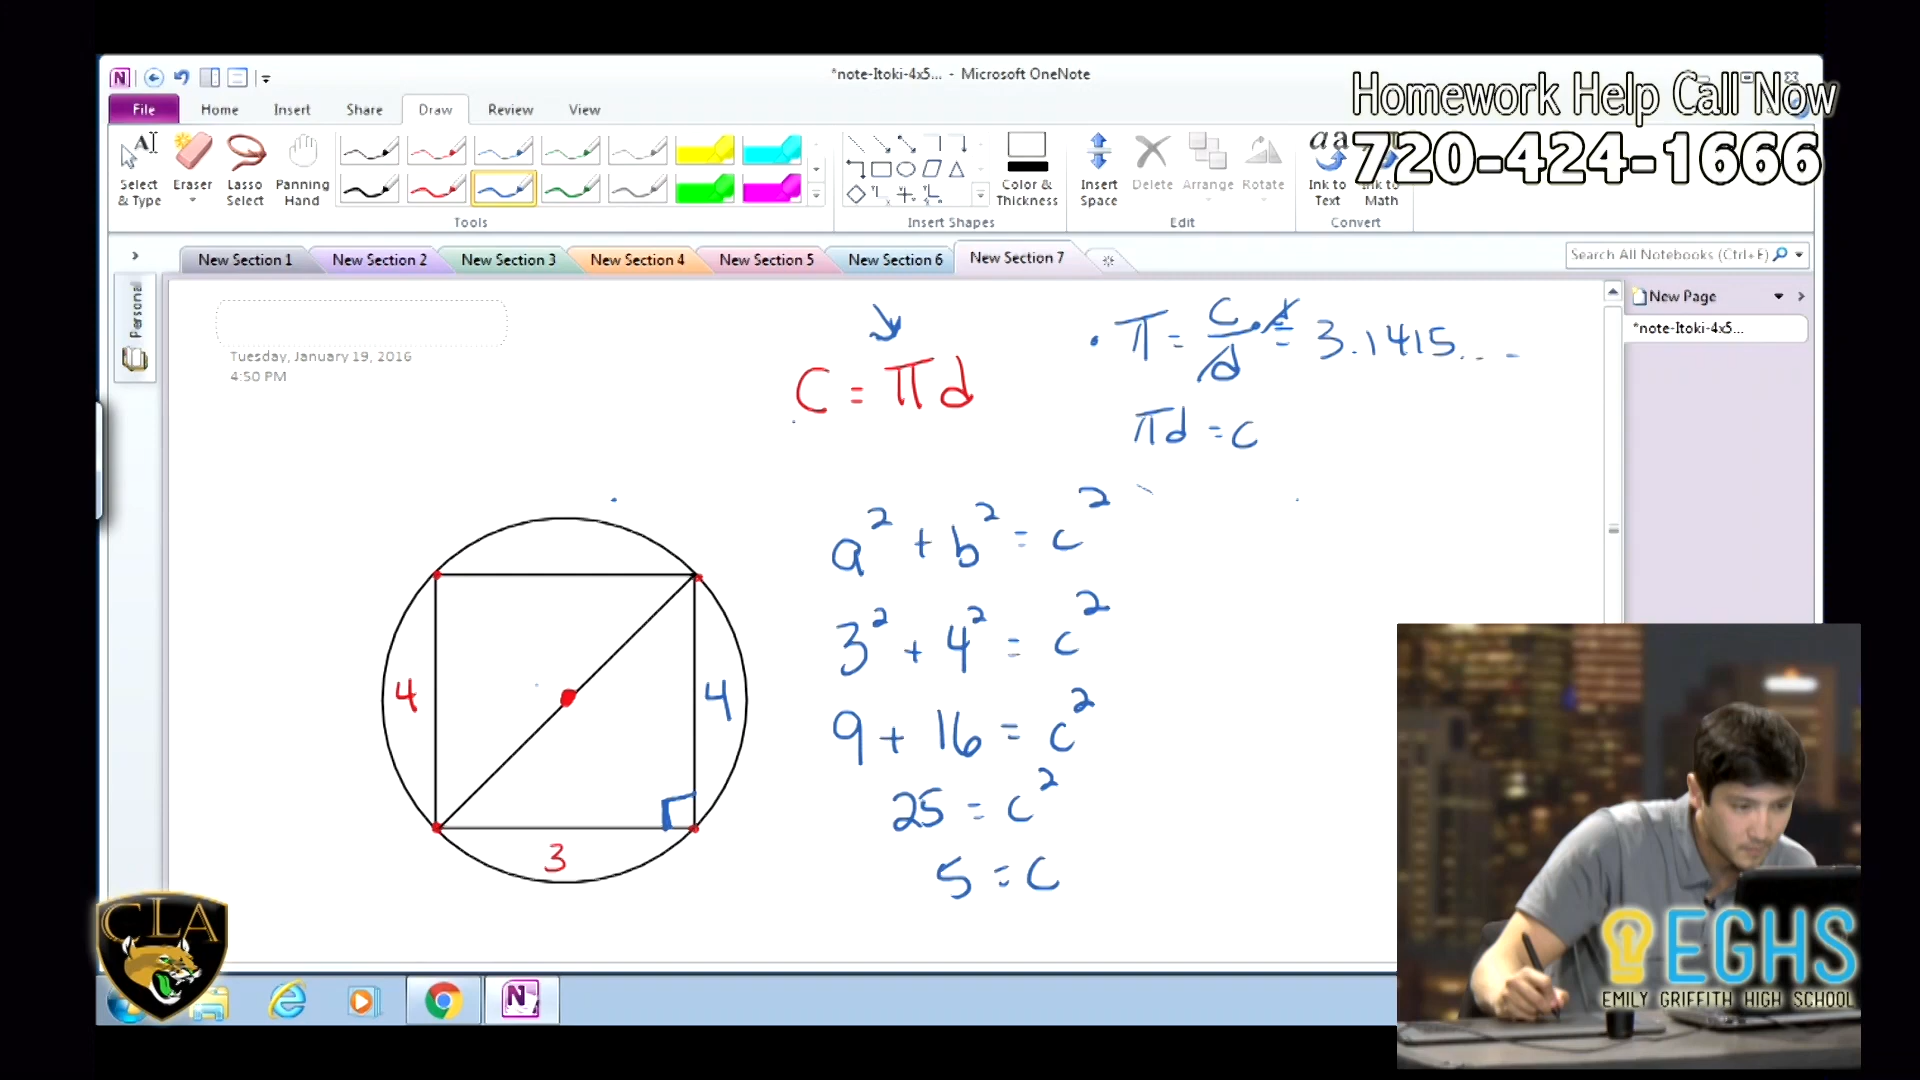 *note-Itoki-4x5... - Microsoft OneNote
Homework Help Call Now
720-424-1666
File Home Insert Share Draw Review View
Select & Type
Eraser
Lasso Select
Panning Hand
Color & Thickness
Insert Space
Delete
Arrange
Rotate
Ink to Text
Ink to Math
Tools
Insert Shapes
Edit
Convert
New Section 1 New Section 2 New Section 3 New Section 4 New Section 5 New Section 6 New Section 7
Search All Notebooks (Ctrl+E)
Personal
New Page
*note-Itoki-4x5...
Tuesday, January 19, 2016
4:50 PM
C = πd
π = C/d · d = 3.1415...
πd = C
a² + b² = c²
3² + 4² = c²
9 + 16 = c²
25 = c²
5 = C
4
4
3
CLA
EGHS
EMILY GRIFFITH HIGH SCHOOL